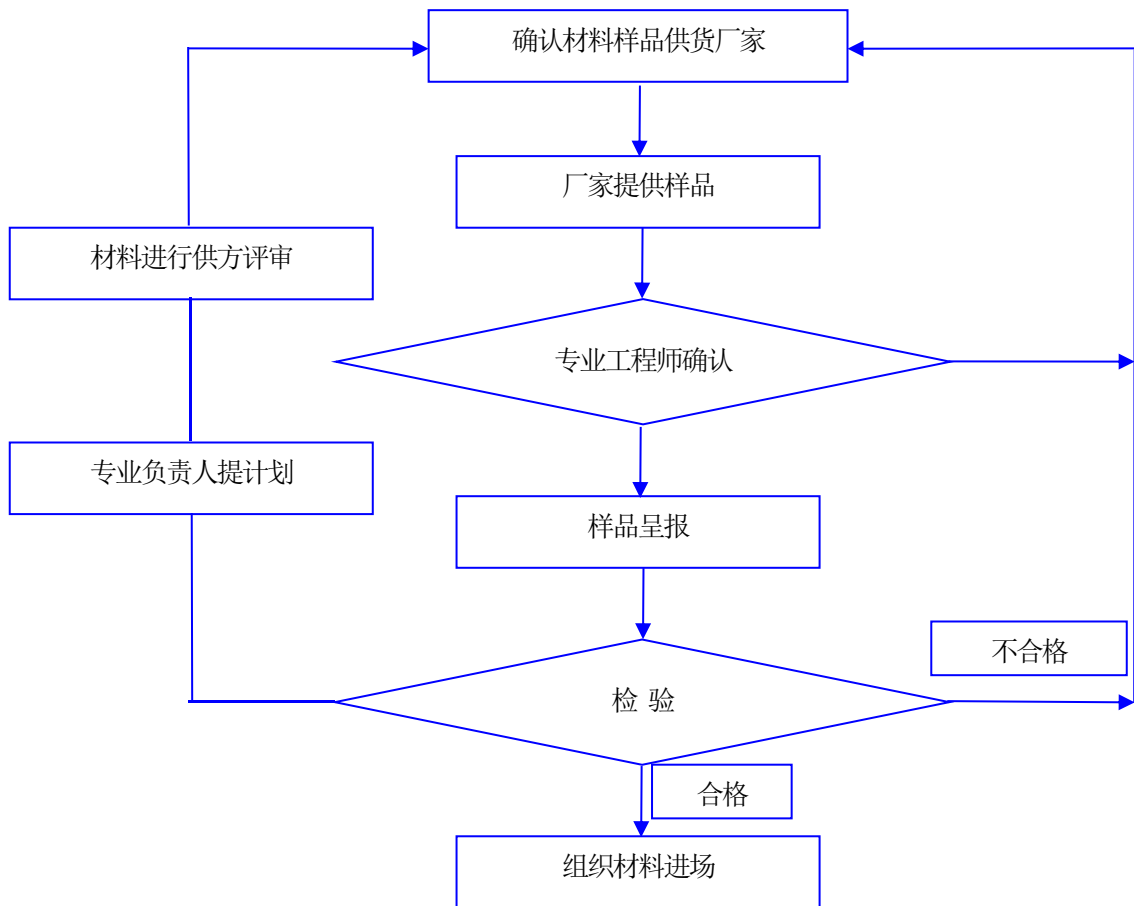 确认材料样品供货厂家
厂家提供样品
材料进行供方评审
专业工程师确认
专业负责人提计划
样品呈报
不合格
检 验
合格
组织材料进场